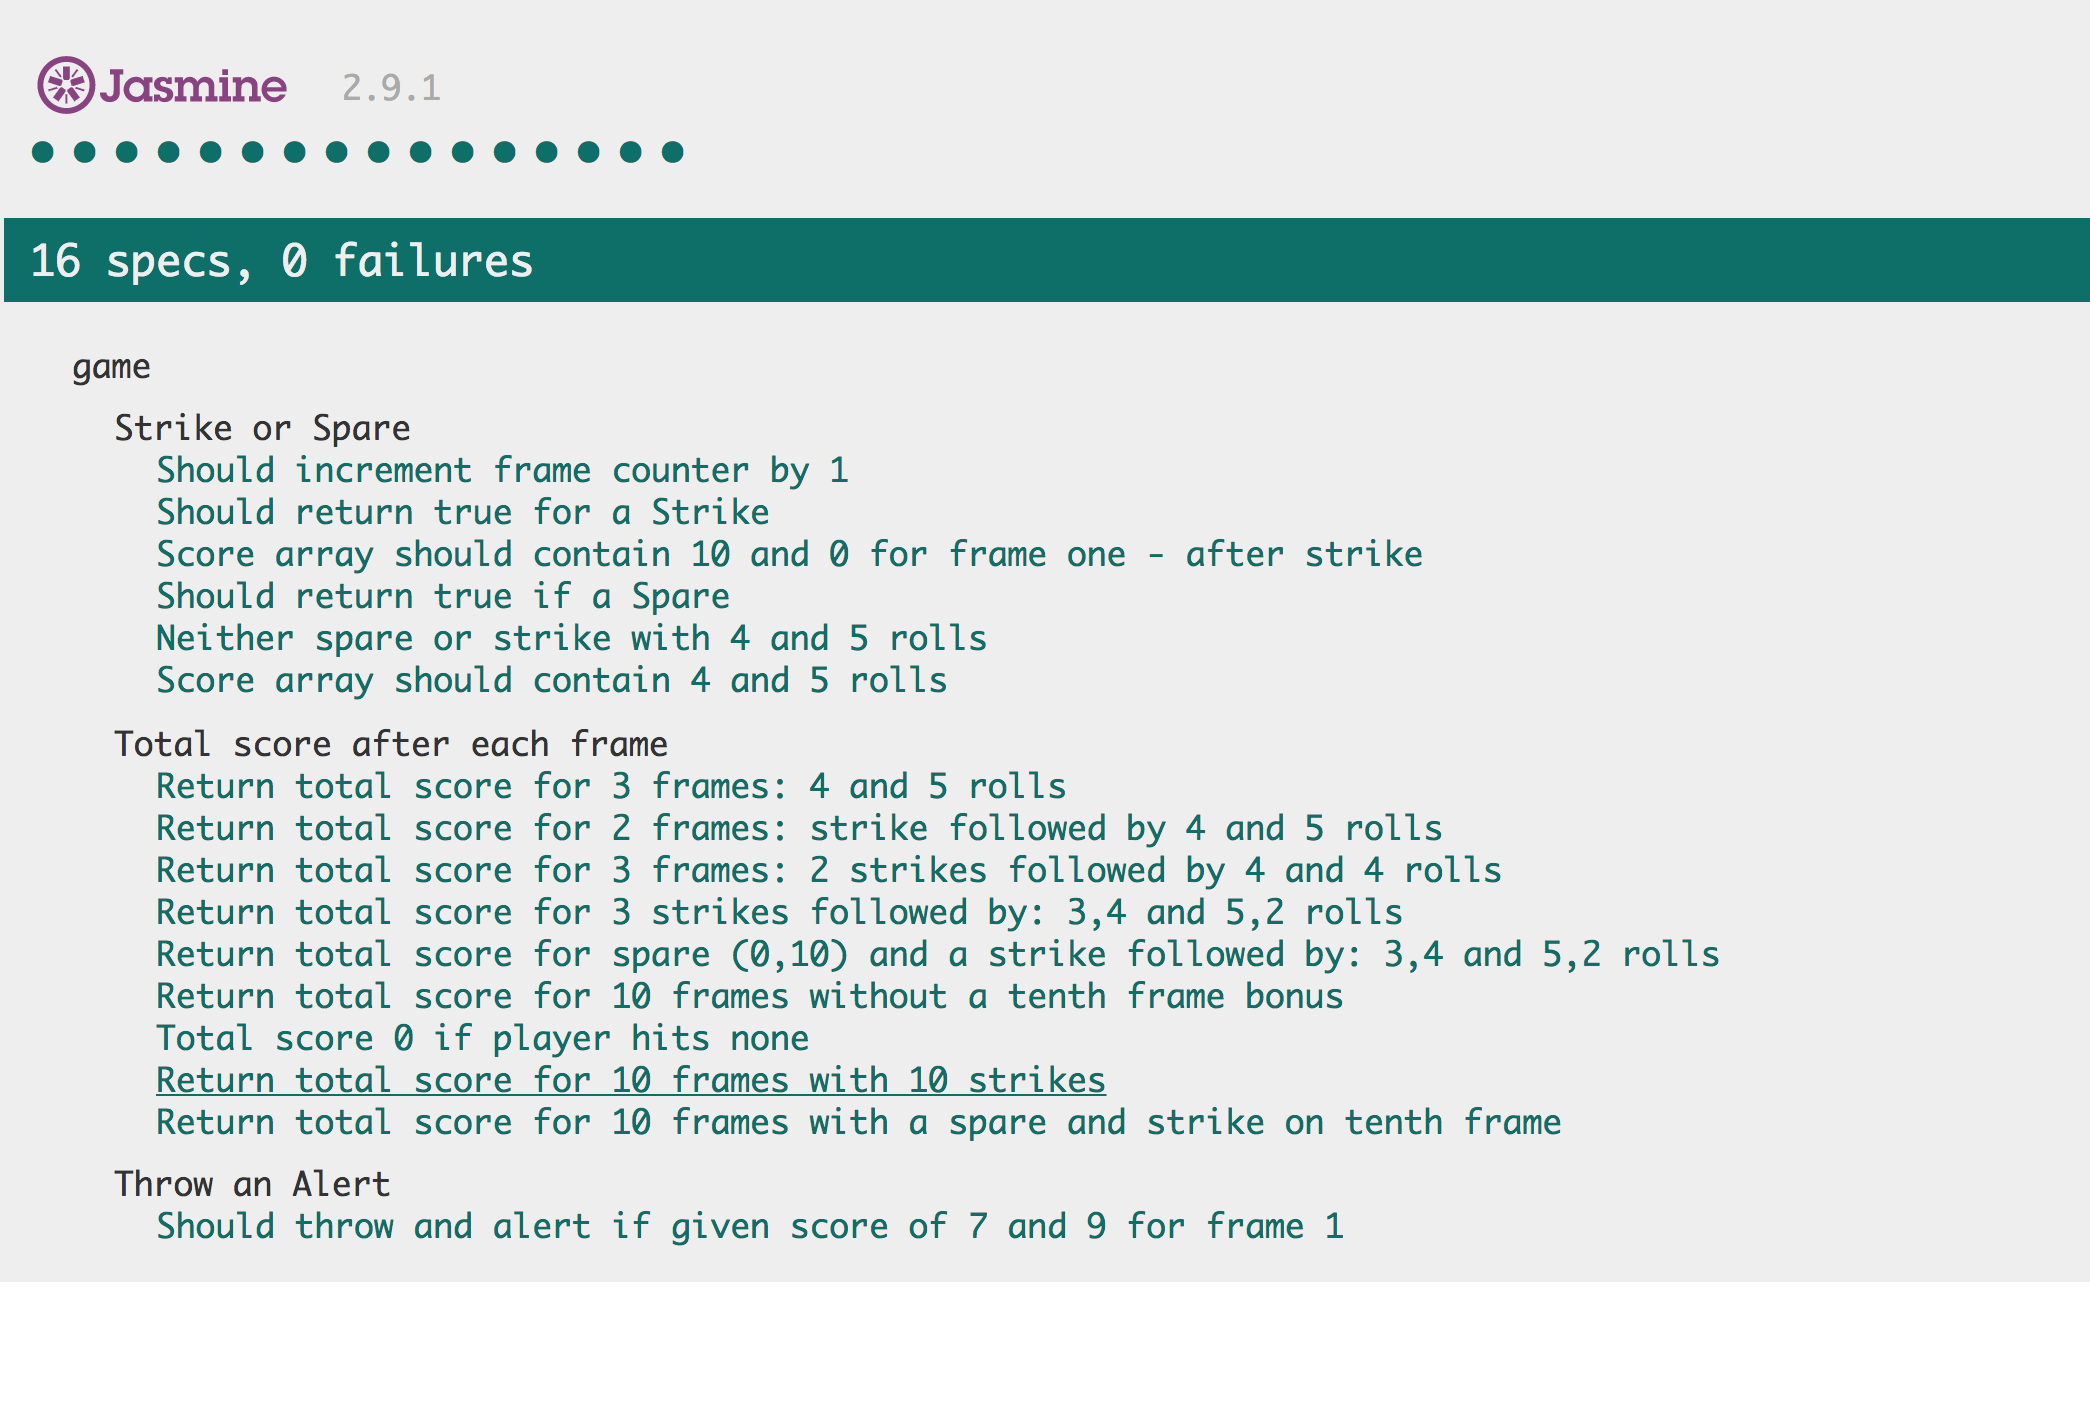 Jasmine 2.9.1
16 specs, 0 failures
game
Strike or Spare
Should increment frame counter by 1
Should return true for a Strike
Score array should contain 10 and 0 for frame one - after strike
Should return true if a Spare
Neither spare or strike with 4 and 5 rolls
Score array should contain 4 and 5 rolls
Total score after each frame
Return total score for 3 frames: 4 and 5 rolls
Return total score for 2 frames: strike followed by 4 and 5 rolls
Return total score for 3 frames: 2 strikes followed by 4 and 4 rolls
Return total score for 3 strikes followed by: 3,4 and 5,2 rolls
Return total score for spare (0,10) and a strike followed by: 3,4 and 5,2 rolls
Return total score for 10 frames without a tenth frame bonus
Total score 0 if player hits none
Return total score for 10 frames with 10 strikes
Return total score for 10 frames with a spare and strike on tenth frame
Throw an Alert
Should throw and alert if given score of 7 and 9 for frame 1